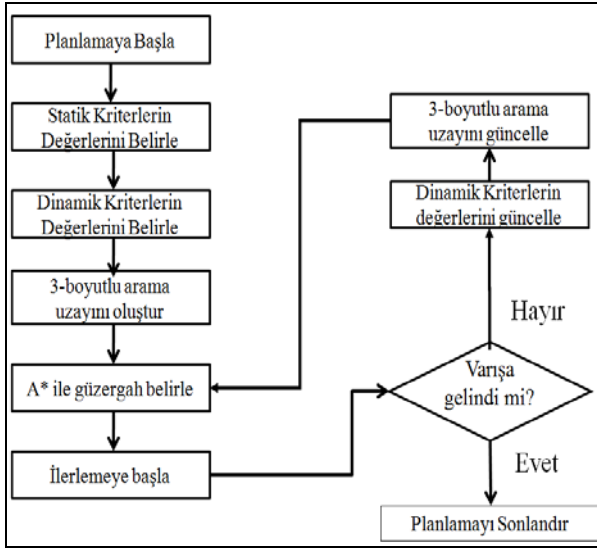 Planlamaya Başla
Statik Kriterlerin
Değerlerini Belirle
Dinamik Kriterlerin
Değerlerini Belirle
3-boyutlu arama
uzayını oluştur
A* ile güzergah belirle
İlerlemeye başla
3-boyutlu arama
uzayını güncelle
Dinamik Kriterlerin
değerlerini güncelle
Hayır
Varışa
gelindi mi?
Evet
Planlamayı Sonlandır